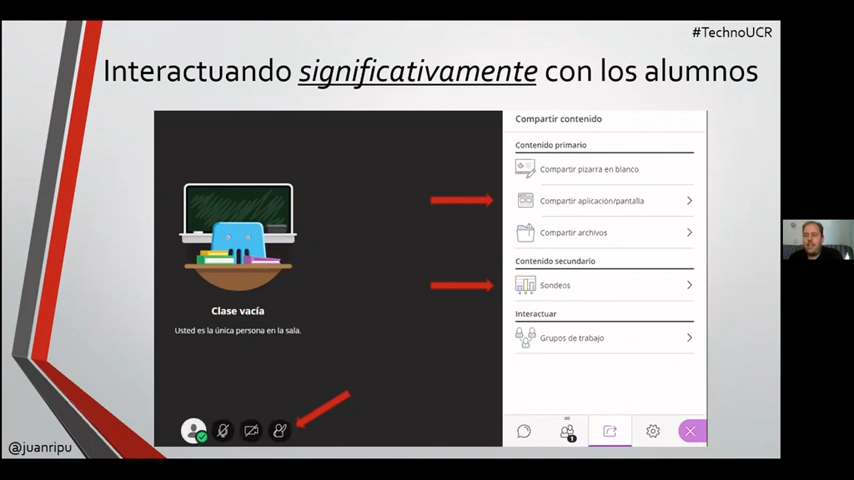 #TechnoUCR
Interactuando significativamente con los alumnos
Compartir contenido
Contenido primario
Compartir pizarra en blanco
Compartir aplicación/pantalla
Compartir archivos
Contenido secundario
Sondeos
Interactuar
Grupos de trabajo
Clase vacía
Usted es la única persona en la sala.
1
@juanripu